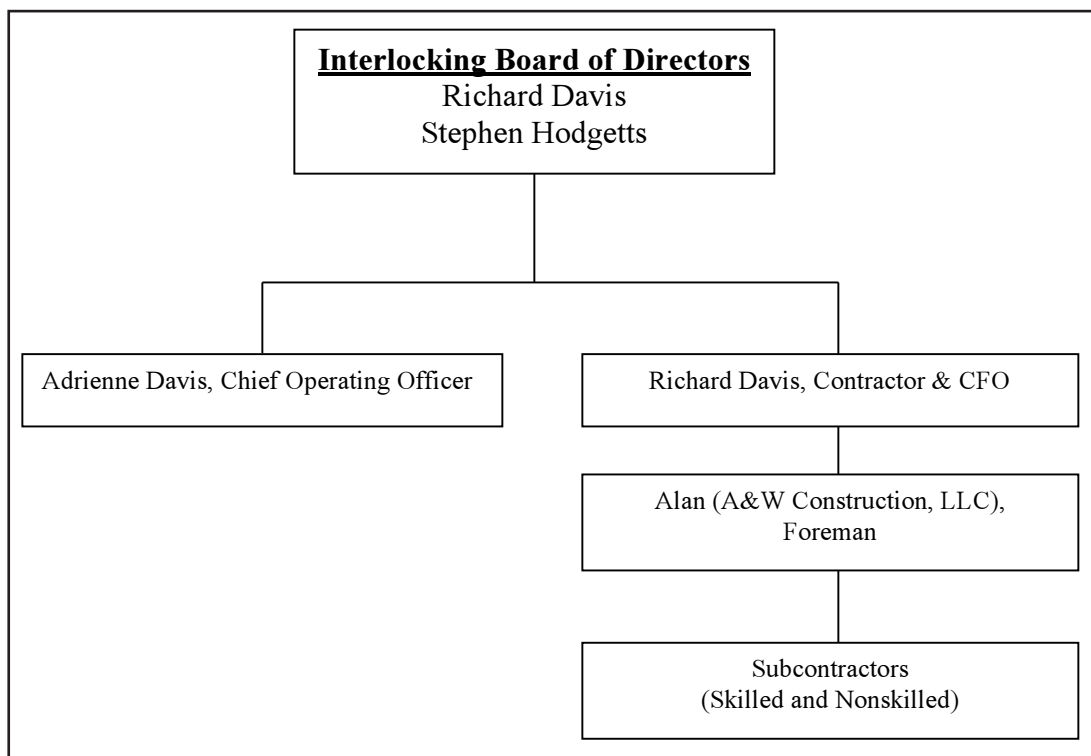 Interlocking Board of Directors
Richard Davis
Stephen Hodgetts
Adrienne Davis, Chief Operating Officer
Richard Davis, Contractor & CFO
Alan (A&W Construction, LLC),
Foreman
Subcontractors
(Skilled and Nonskilled)